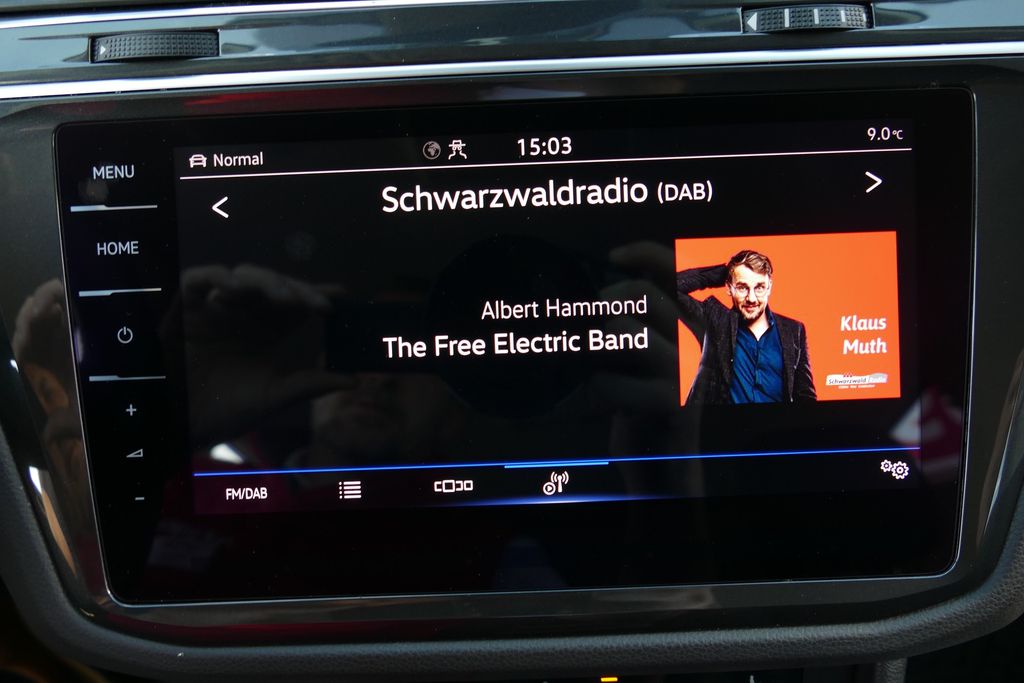 MENU
HOME
+
-
Normal
15:03
9.0°C
< Schwarzwaldradio (DAB) >
Albert Hammond
The Free Electric Band
Klaus
Muth
Schwarzwald
FM/DAB